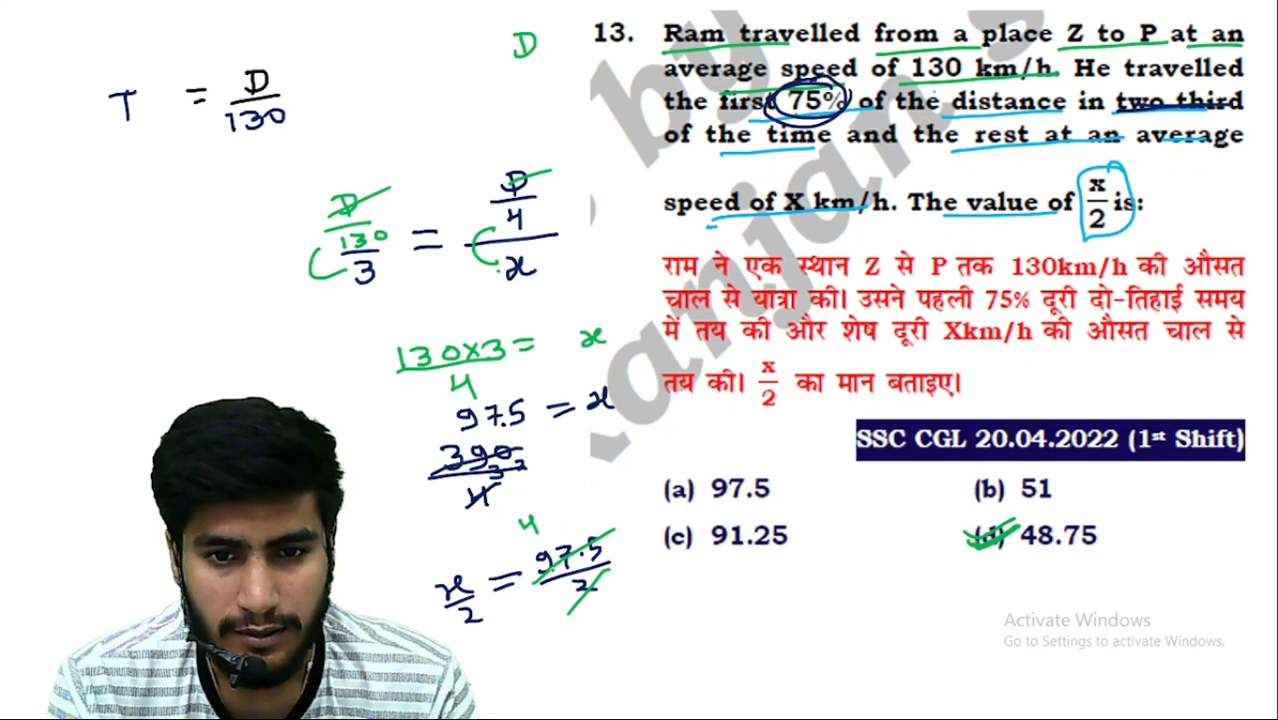 D
T = D/130
D/130/3 = D/4/x
130×3/4 = x
97.5 = x
390/4
x/2 = 97.5/2
4
13. Ram travelled from a place Z to P at an
average speed of 130 km/h. He travelled
the first 75% of the distance in two third
of the time and the rest at an average
speed of X km/h. The value of x/2 is:
राम ने एक स्थान Z से P तक 130km/h की औसत
चाल से यात्रा की। उसने पहली 75% दूरी दो-तिहाई समय
में तय की और शेष दूरी Xkm/h की औसत चाल से
तय की। x/2 का मान बताइए।
SSC CGL 20.04.2022 (1st Shift)
(a) 97.5 (b) 51
(c) 91.25 (d) 48.75
Activate Windows
Go to Settings to activate Windows.